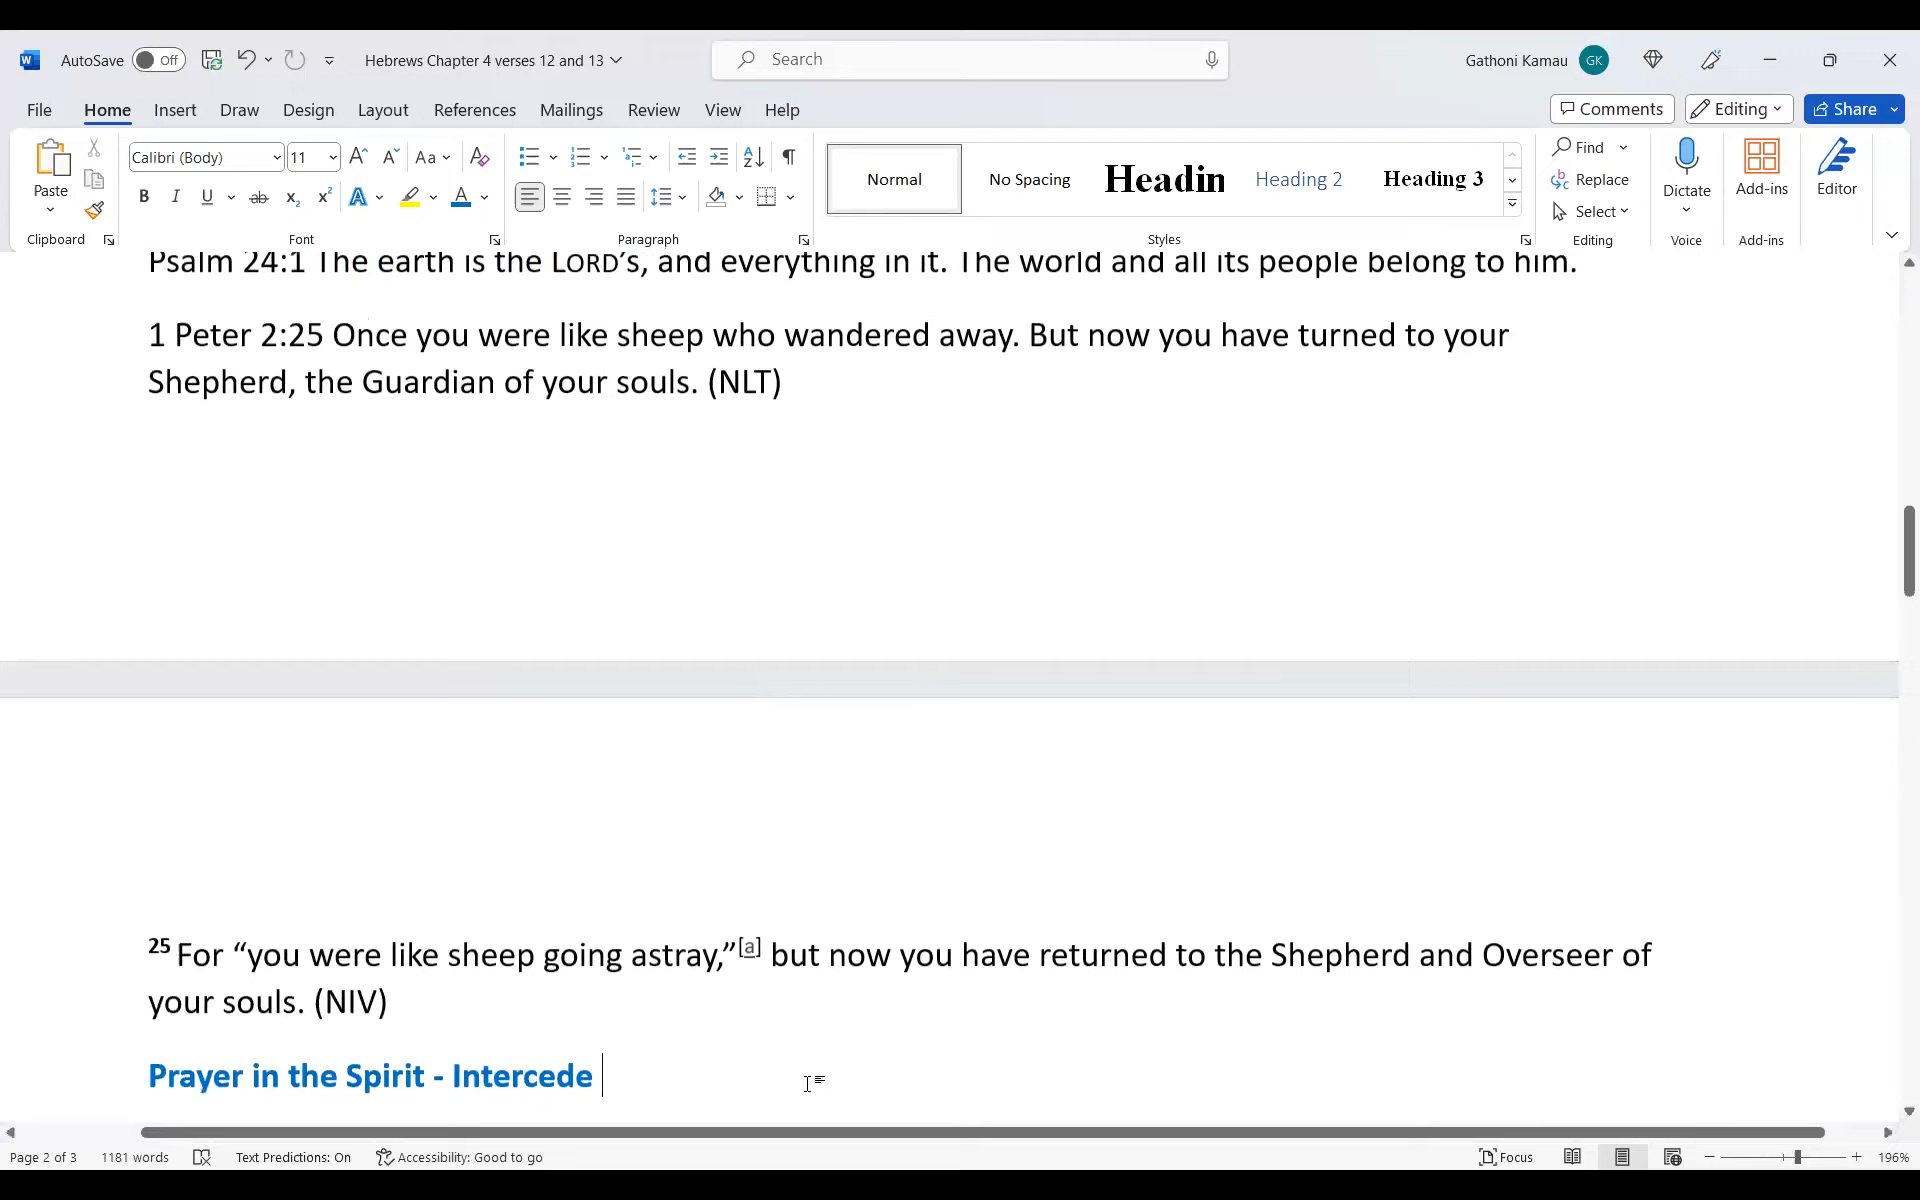 AutoSave Off Hebrews Chapter 4 verses 12 and 13 Search Gathoni Kamau GK
File Home Insert Draw Design Layout References Mailings Review View Help Comments Editing Share
Paste
Clipboard
Calibri (Body) 11
Font
Paragraph
Normal No Spacing Headin Heading 2 Heading 3
Styles
Find
Replace
Select
Editing
Dictate
Voice
Add-ins
Add-ins
Editor
Psalm 24:1 The earth is the LORD's, and everything in it. The world and all its people belong to him.
1 Peter 2:25 Once you were like sheep who wandered away. But now you have turned to your
Shepherd, the Guardian of your souls. (NLT)
25 For “you were like sheep going astray,”[a] but now you have returned to the Shepherd and Overseer of
your souls. (NIV)
Prayer in the Spirit - Intercede
Page 2 of 3 1181 words Text Predictions: On Accessibility: Good to go Focus 196%